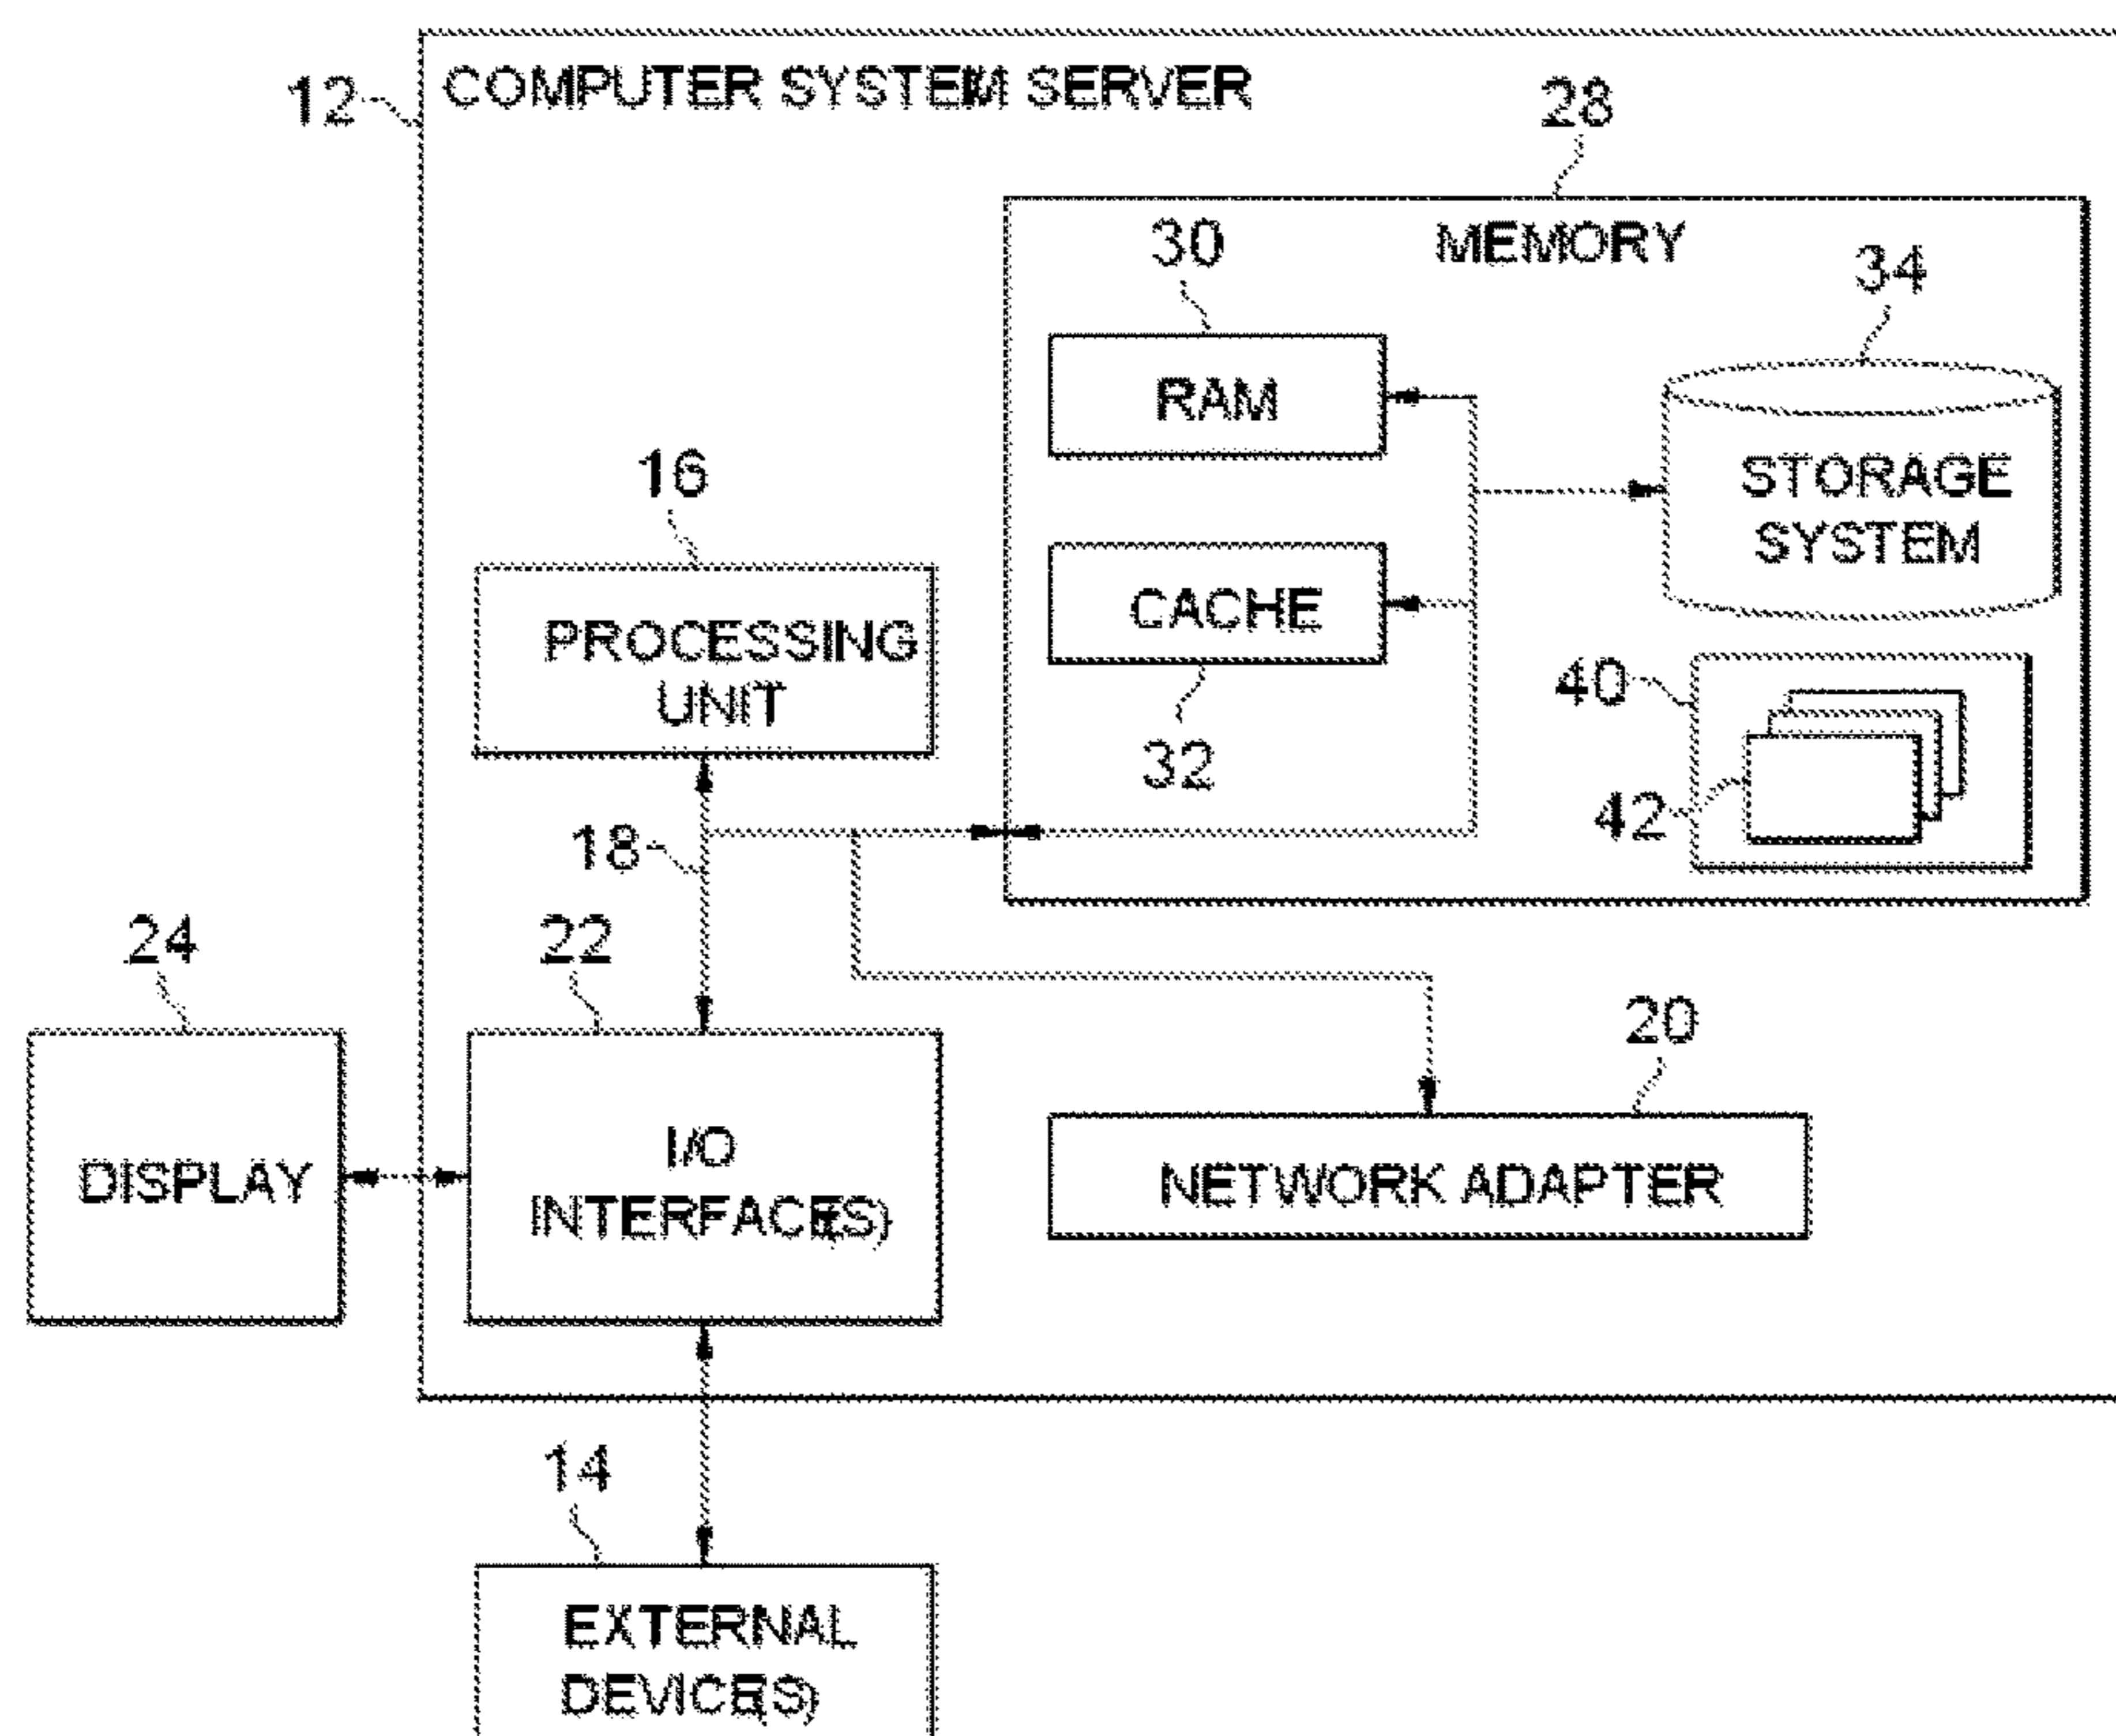 12
COMPUTER SYSTEM SERVER
28
MEMORY
30
34
RAM
STORAGE
SYSTEM
16
CACHE
PROCESSING
UNIT
32
40
42
18
24
22
20
DISPLAY
I/O
INTERFACE(S)
NETWORK ADAPTER
14
EXTERNAL
DEVICE(S)